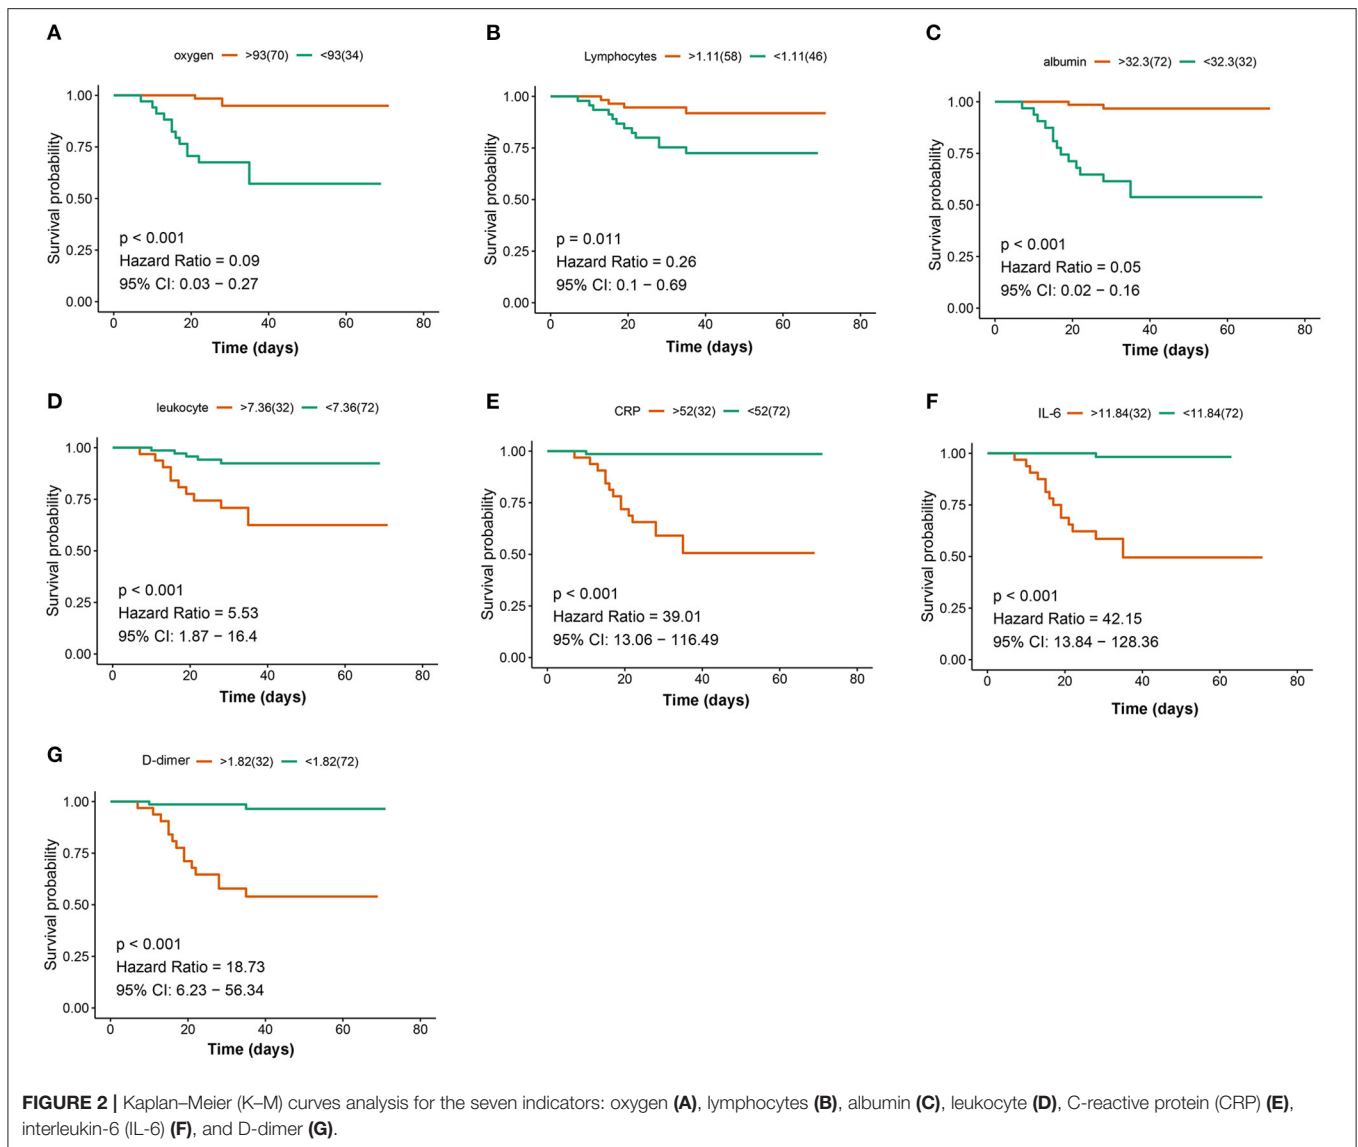 A
oxygen >93(70) <93(34)
1.00
0.75
0.50
0.25
0.00
Survival probability
p < 0.001
Hazard Ratio = 0.09
95% CI: 0.03 − 0.27
0 20 40 60 80
Time (days)
B
Lymphocytes >1.11(58) <1.11(46)
1.00
0.75
0.50
0.25
0.00
Survival probability
p = 0.011
Hazard Ratio = 0.26
95% CI: 0.1 − 0.69
0 20 40 60 80
Time (days)
C
albumin >32.3(72) <32.3(32)
1.00
0.75
0.50
0.25
0.00
Survival probability
p < 0.001
Hazard Ratio = 0.05
95% CI: 0.02 − 0.16
0 20 40 60 80
Time (days)
D
leukocyte >7.36(32) <7.36(72)
1.00
0.75
0.50
0.25
0.00
Survival probability
p < 0.001
Hazard Ratio = 5.53
95% CI: 1.87 − 16.4
0 20 40 60 80
Time (days)
E
CRP >52(32) <52(72)
1.00
0.75
0.50
0.25
0.00
Survival probability
p < 0.001
Hazard Ratio = 39.01
95% CI: 13.06 − 116.49
0 20 40 60 80
Time (days)
F
IL-6 >11.84(32) <11.84(72)
1.00
0.75
0.50
0.25
0.00
Survival probability
p < 0.001
Hazard Ratio = 42.15
95% CI: 13.84 − 128.36
0 20 40 60 80
Time (days)
G
D-dimer >1.82(32) <1.82(72)
1.00
0.75
0.50
0.25
0.00
Survival probability
p < 0.001
Hazard Ratio = 18.73
95% CI: 6.23 − 56.34
0 20 40 60 80
Time (days)
FIGURE 2 | Kaplan–Meier (K–M) curves analysis for the seven indicators: oxygen (A), lymphocytes (B), albumin (C), leukocyte (D), C-reactive protein (CRP) (E),
interleukin-6 (IL-6) (F), and D-dimer (G).